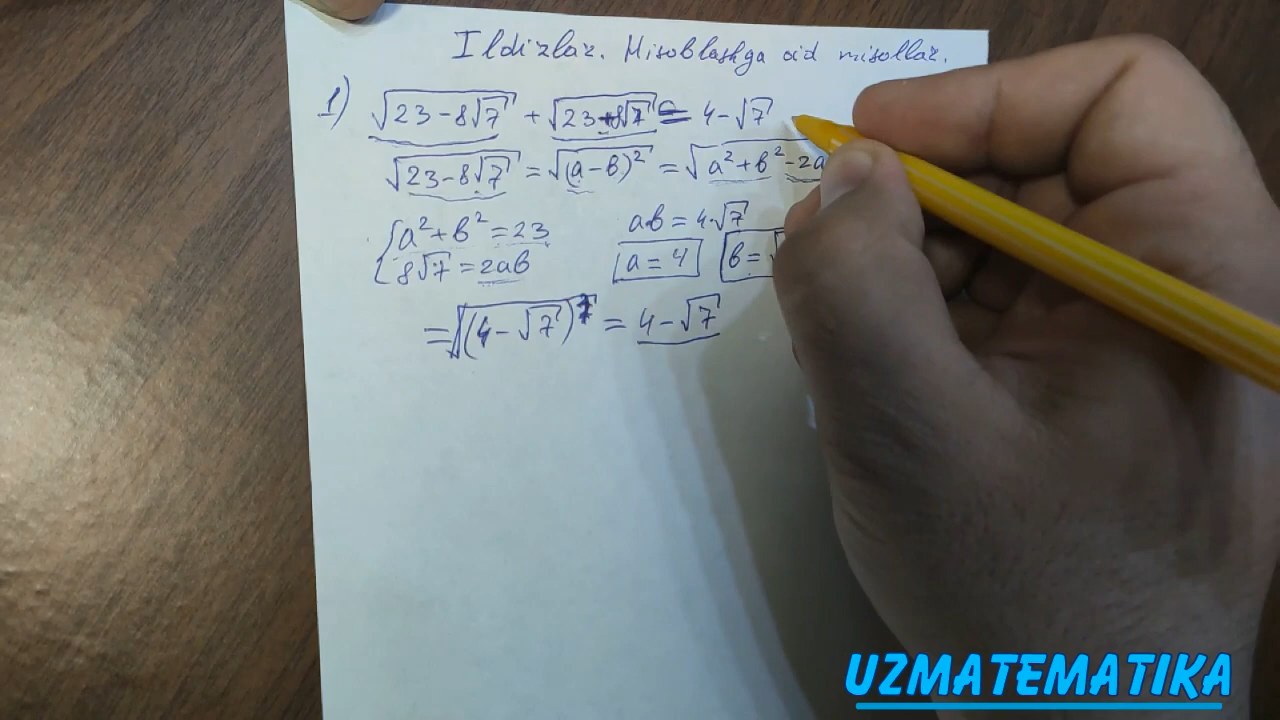 Ildizlar. Hisoblashga oid misollar.
1) √(23-8√7) + √(23+8√7) = 4-√7
√(23-8√7) = √((a-b)²) = √(a²+b²-2a
a²+b²=23
8√7=2ab
ab=4·√7
a=4 b=√
=√((4-√7)²) = 4-√7
UZMATEMATIKA